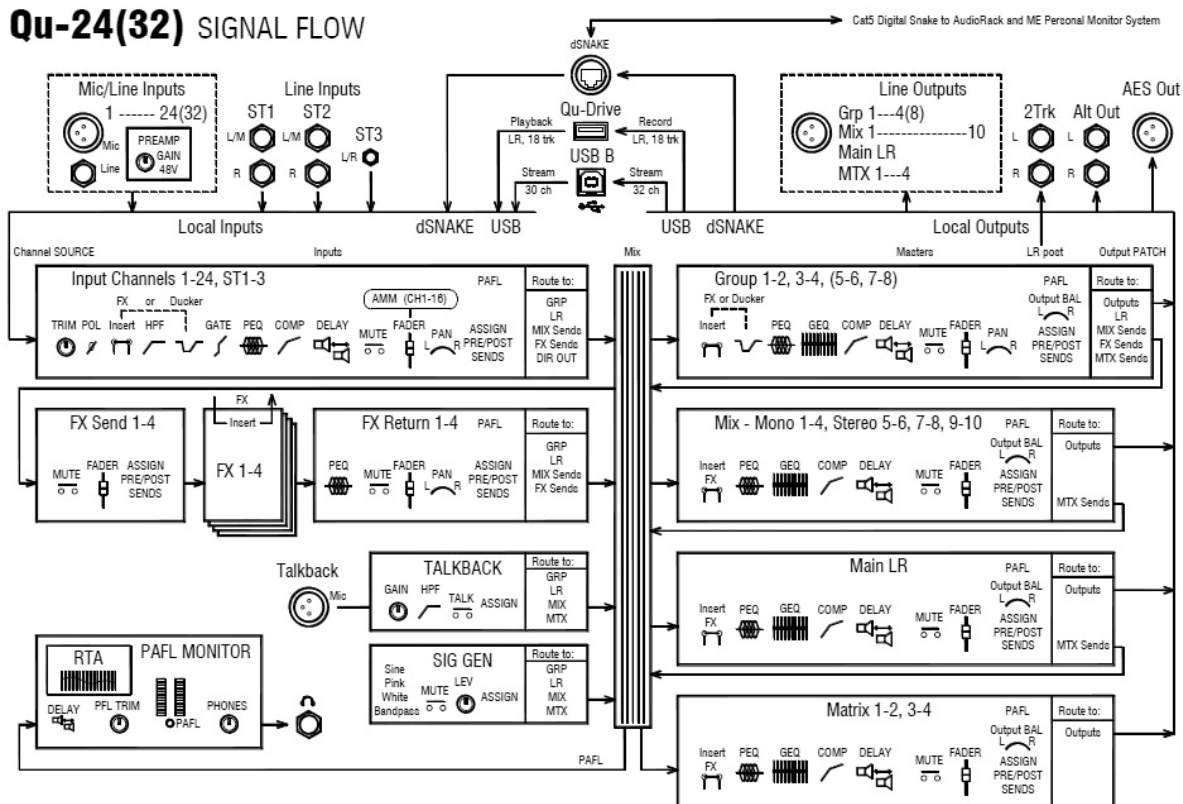 Qu-24(32) SIGNAL FLOW
Cat5 Digital Snake to AudioRack and ME Personal Monitor System
dSNAKE
Mic/Line Inputs
1 ------ 24(32)
Mic
Line
PREAMP
GAIN
48V
Line Inputs
ST1
ST2
ST3
L/M
L/M
L/R
R
R
Qu-Drive
Playback
LR, 18 trk
Record
LR, 18 trk
USB B
Stream
30 ch
Stream
32 ch
Line Outputs
Grp 1---4(8)
Mix 1--------------10
Main LR
MTX 1---4
2Trk
Alt Out
L
L
R
R
AES Out
Local Inputs
dSNAKE
USB
USB
dSNAKE
Local Outputs
Channel SOURCE
Inputs
Mix
Masters
LR post
Output PATCH
Input Channels 1-24, ST1-3
PAFL
Route to:
FX or Ducker
AMM (CH1-16)
TRIM POL Insert HPF GATE PEQ COMP DELAY MUTE FADER PAN
L R
ASSIGN
PRE/POST
SENDS
GRP
LR
MIX Sends
FX Sends
DIR OUT
Group 1-2, 3-4, (5-6, 7-8)
PAFL
Route to:
FX or Ducker
Output BAL
L R
Insert PEQ GEQ COMP DELAY MUTE FADER PAN
L R
ASSIGN
PRE/POST
SENDS
Outputs
LR
MIX Sends
FX Sends
MTX Sends
FX Send 1-4
MUTE FADER ASSIGN
PRE/POST
SENDS
FX
Insert
FX 1-4
FX Return 1-4
PAFL
Route to:
PEQ MUTE FADER PAN
L R
ASSIGN
PRE/POST
SENDS
GRP
LR
MIX Sends
FX Sends
Mix - Mono 1-4, Stereo 5-6, 7-8, 9-10
PAFL
Route to:
Output BAL
L R
Insert
FX
PEQ GEQ COMP DELAY MUTE FADER
ASSIGN
PRE/POST
SENDS
Outputs
MTX Sends
Talkback
Mic
TALKBACK
Route to:
GAIN HPF TALK ASSIGN
GRP
LR
MIX
MTX
Main LR
PAFL
Route to:
Output BAL
L R
Insert
FX
PEQ GEQ COMP DELAY MUTE FADER
ASSIGN
PRE/POST
SENDS
Outputs
MTX Sends
RTA
PAFL MONITOR
DELAY PFL TRIM PAFL PHONES
SIG GEN
Route to:
Sine
Pink
White
Bandpass
MUTE LEV ASSIGN
GRP
LR
MIX
MTX
PAFL
Matrix 1-2, 3-4
PAFL
Route to:
Output BAL
L R
Insert
FX
PEQ GEQ COMP DELAY MUTE FADER
ASSIGN
PRE/POST
SENDS
Outputs